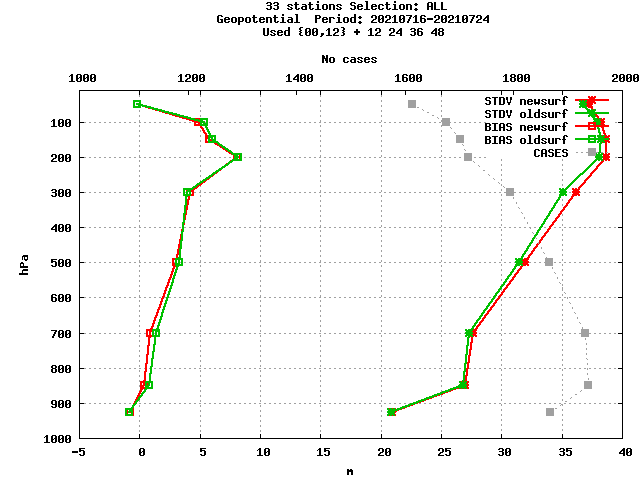 33 stations Selection: ALL
Geopotential  Period: 20210716-20210724
Used {00,12} + 12 24 36 48
No cases
1000 1200 1400 1600 1800 2000
STDV newsurf
STDV oldsurf
BIAS newsurf
BIAS oldsurf
CASES
hPa
100
200
300
400
500
600
700
800
900
1000
-5 0 5 10 15 20 25 30 35 40
m